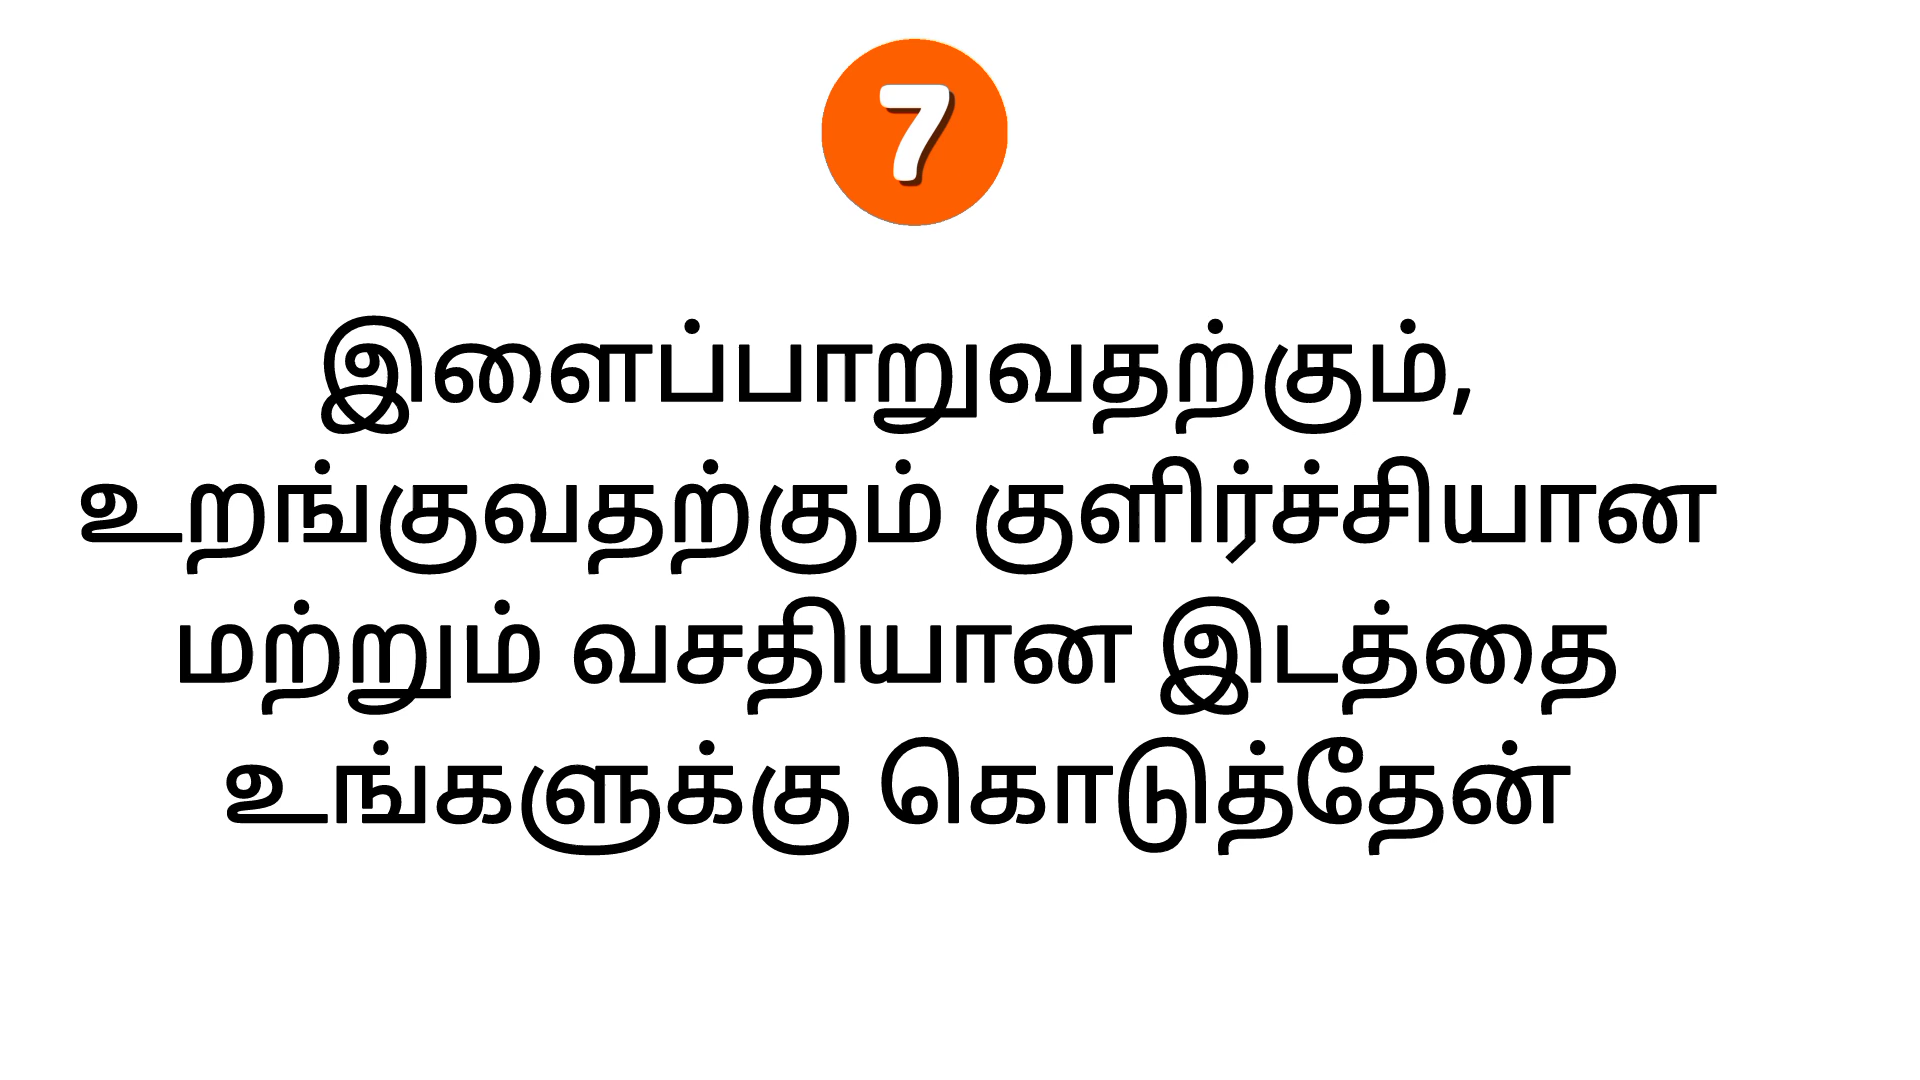 7
இளைப்பாறுவதற்கும்,
உறங்குவதற்கும் குளிர்ச்சியான
மற்றும் வசதியான இடத்தை
உங்களுக்கு கொடுத்தேன்